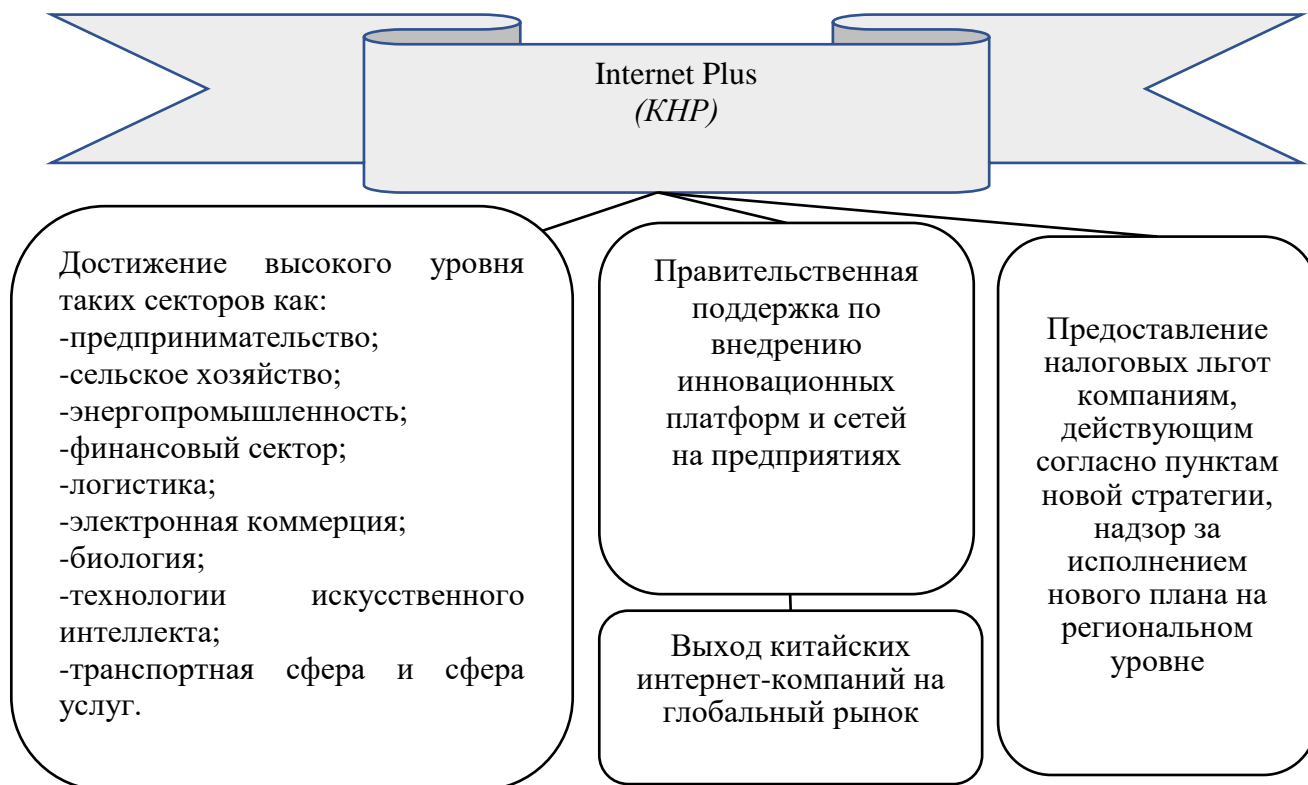 Internet Plus
(КНР)
Достижение высокого уровня
таких секторов как:
-предпринимательство;
-сельское хозяйство;
-энергопромышленность;
-финансовый сектор;
-логистика;
-электронная коммерция;
-биология;
-технологии искусственного
интеллекта;
-транспортная сфера и сфера
услуг.
Правительственная
поддержка по
внедрению
инновационных
платформ и сетей
на предприятиях
Выход китайских
интернет-компаний на
глобальный рынок
Предоставление
налоговых льгот
компаниям,
действующим
согласно пунктам
новой стратегии,
надзор за
исполнением
нового плана на
региональном
уровне